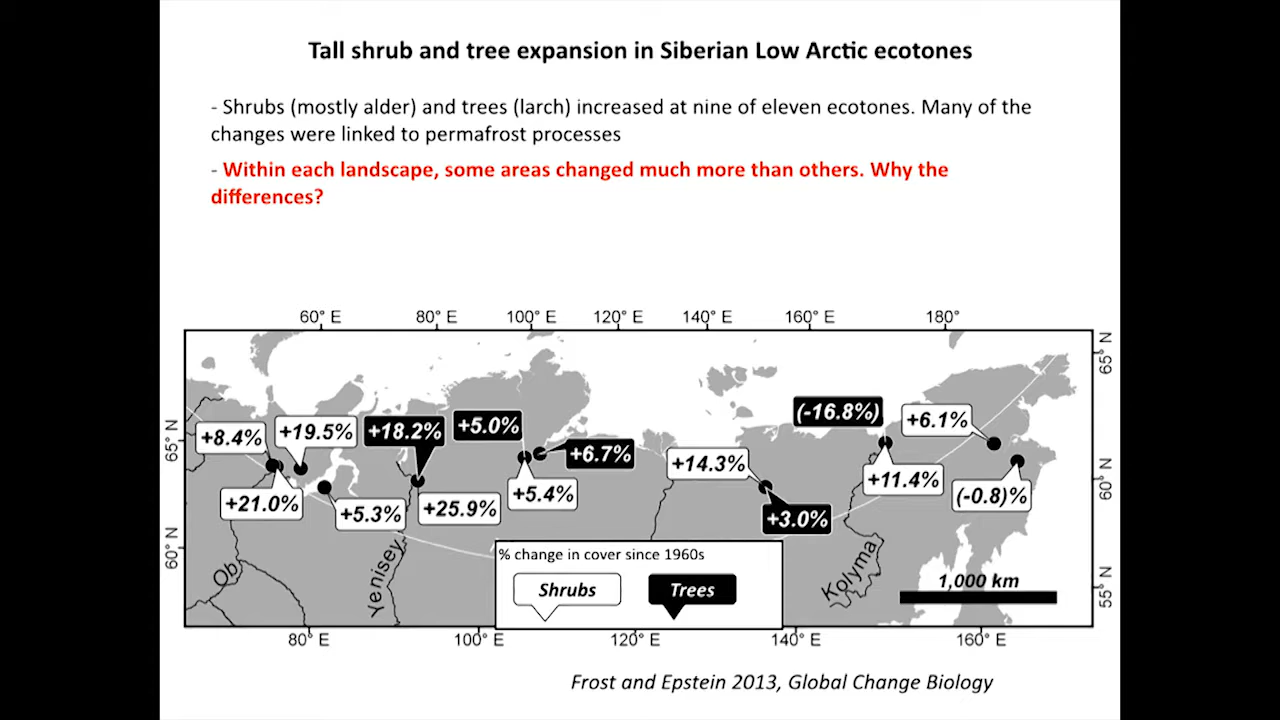 Tall shrub and tree expansion in Siberian Low Arctic ecotones
- Shrubs (mostly alder) and trees (larch) increased at nine of eleven ecotones. Many of the
changes were linked to permafrost processes
- Within each landscape, some areas changed much more than others. Why the
differences?
60° E 80° E 100° E 120° E 140° E 160° E 180°
65° N
(-16.8%)
+6.1%
+5.0%
+8.4%
+19.5%
+18.2%
65° N
+6.7%
+14.3%
60° N
+11.4%
+5.4%
(-0.8)%
+21.0%
+5.3%
+25.9%
+3.0%
60° N
% change in cover since 1960s
Ob
Yenisey
Kolyma
Shrubs
Trees
1,000 km
55° N
80° E 100° E 120° E 140° E 160° E
Frost and Epstein 2013, Global Change Biology